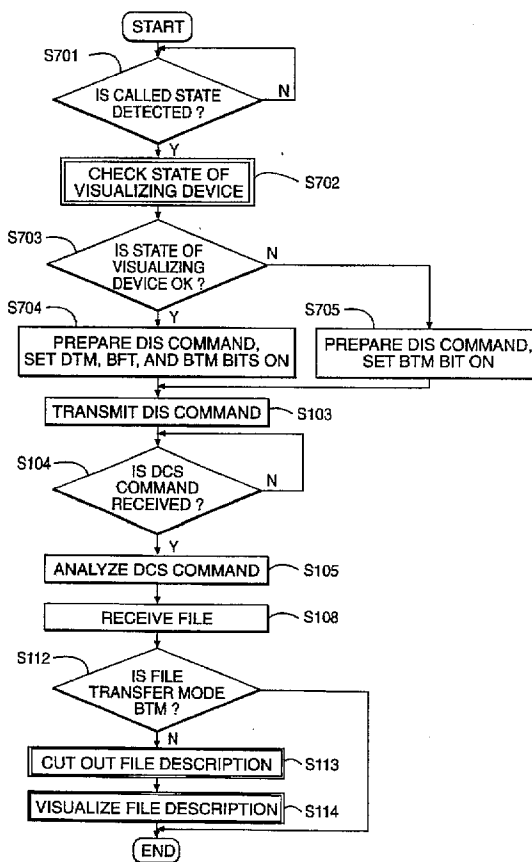 START
S701
IS CALLED STATE
DETECTED ?
N
Y
CHECK STATE OF
VISUALIZING DEVICE
S702
S703
IS STATE OF
VISUALIZING
DEVICE OK ?
N
S704
Y
S705
PREPARE DIS COMMAND,
SET DTM, BFT, AND BTM BITS ON
PREPARE DIS COMMAND,
SET BTM BIT ON
TRANSMIT DIS COMMAND
S103
S104
IS DCS
COMMAND
RECEIVED ?
N
Y
ANALYZE DCS COMMAND
S105
RECEIVE FILE
S108
S112
IS FILE
TRANSFER MODE
BTM ?
N
CUT OUT FILE DESCRIPTION
S113
VISUALIZE FILE DESCRIPTION
S114
END